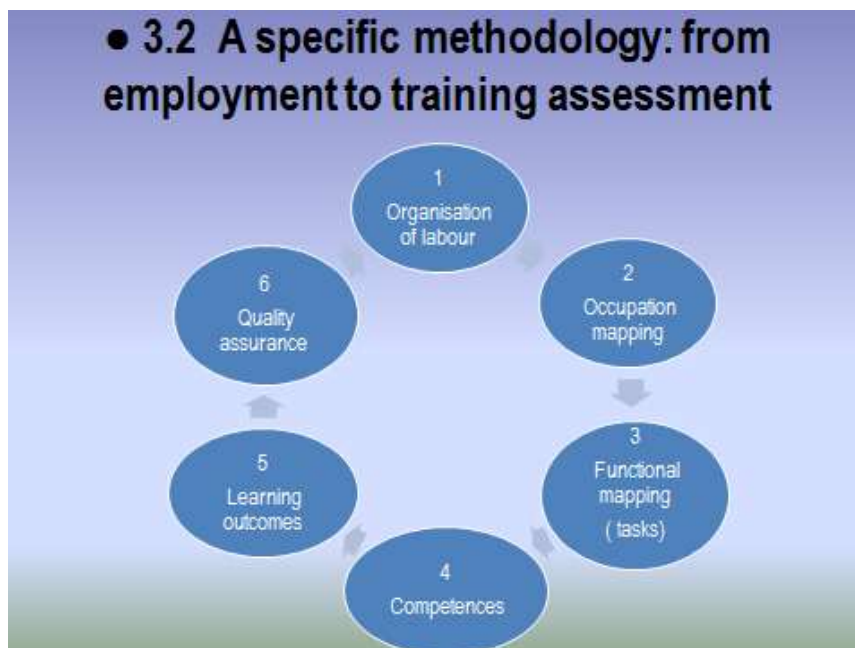 ● 3.2 A specific methodology: from
employment to training assessment
1
Organisation
of labour
2
Occupation
mapping
3
Functional
mapping
( tasks)
4
Competences
5
Learning
outcomes
6
Quality
assurance